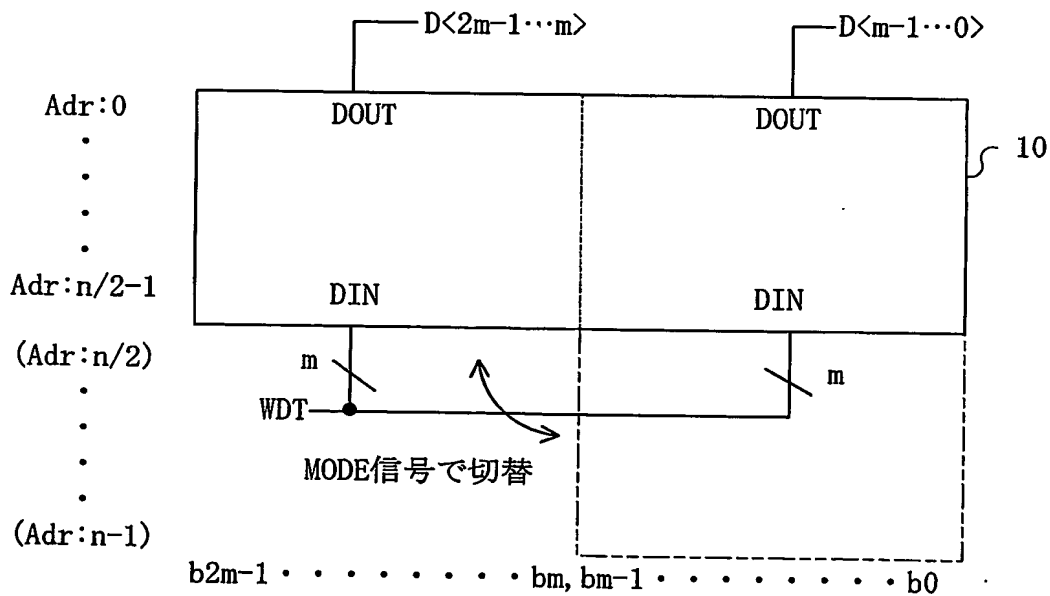 D<2m-1···m>
D<m-1···0>
Adr:0
DOUT
DOUT
10
Adr:n/2-1
DIN
DIN
(Adr:n/2)
m
m
WDT
MODE信号で切替
(Adr:n-1)
b2m-1 · · · · · · · bm, bm-1 · · · · · · b0